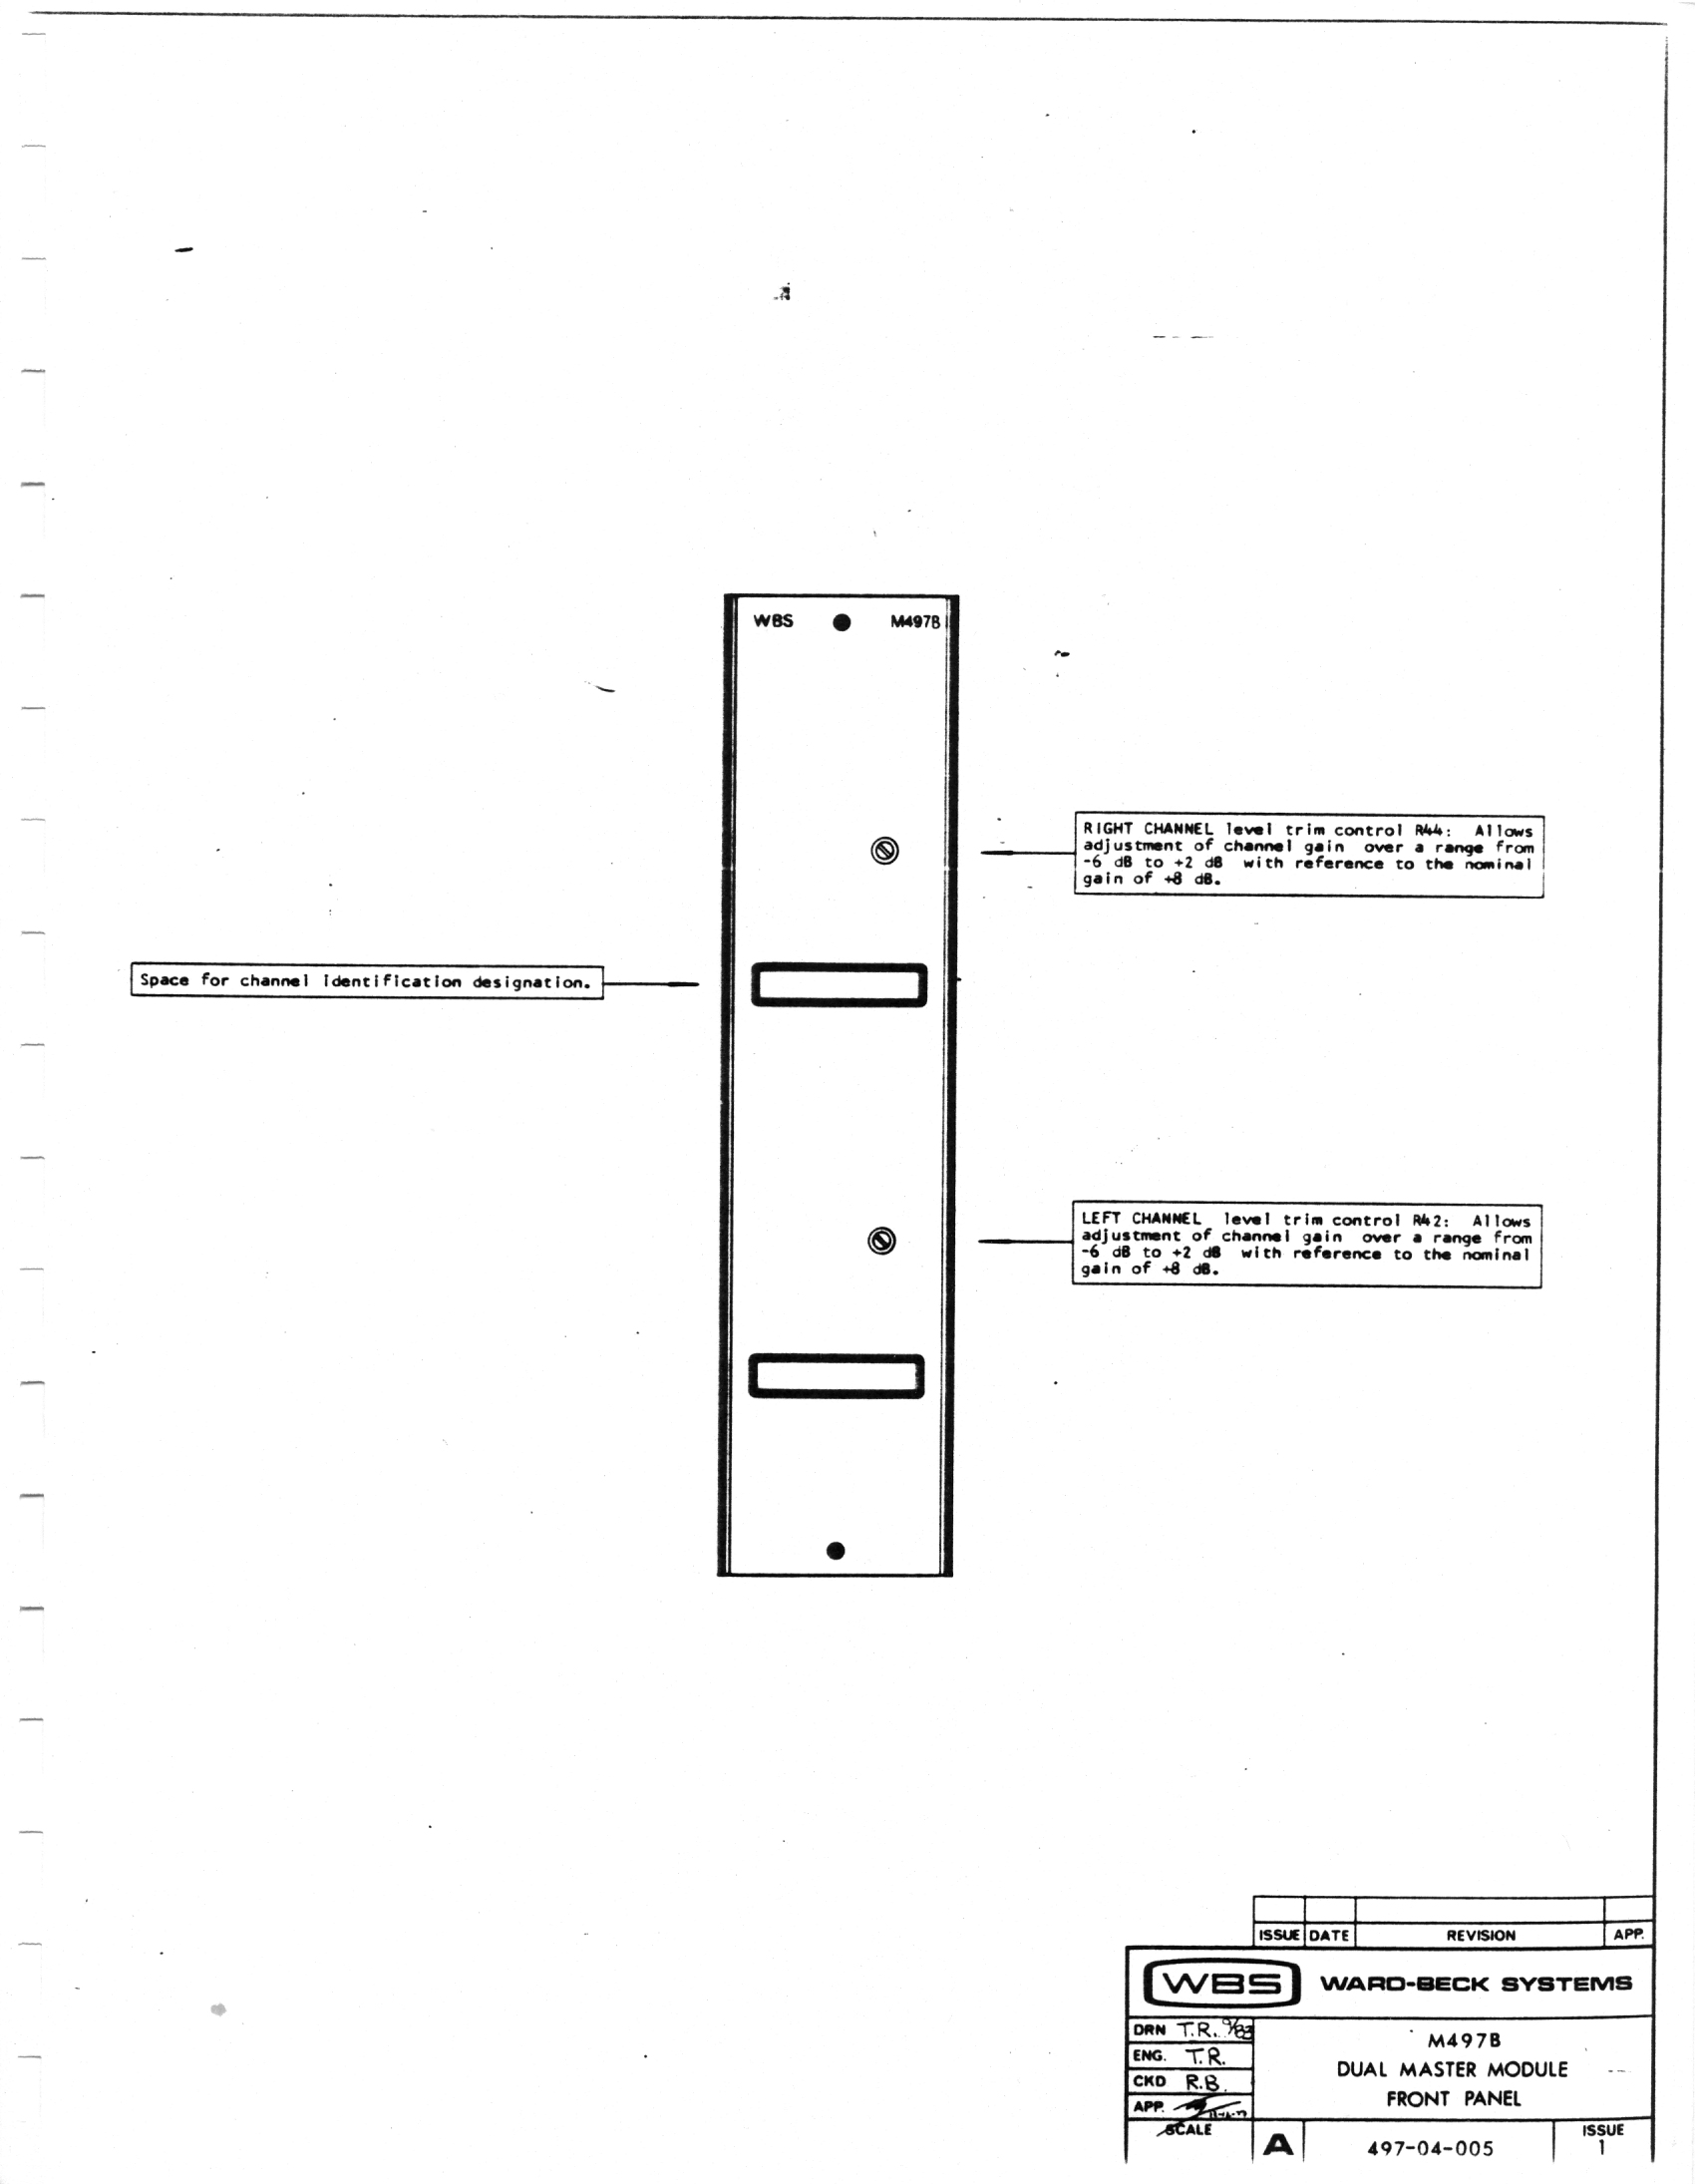 WBS M497B
RIGHT CHANNEL level trim control R44: Allows
adjustment of channel gain over a range from
-6 dB to +2 dB with reference to the nominal
gain of +8 dB.
Space for channel identification designation.
LEFT CHANNEL level trim control R42: Allows
adjustment of channel gain over a range from
-6 dB to +2 dB with reference to the nominal
gain of +8 dB.
ISSUE DATE REVISION APP.
WBS WARD-BECK SYSTEMS
DRN T.R. 9/83
ENG. T.R.
CKD R.B.
APP.
SCALE
M497B
DUAL MASTER MODULE
FRONT PANEL
A 497-04-005
ISSUE
1